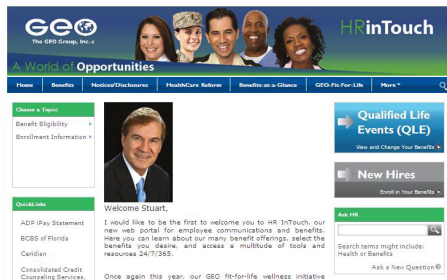 GEO
The GEO Group, Inc.®
HRinTouch
A World of Opportunities
Home Benefits Notices/Disclosures HealthCare Reform Benefits-at-a-Glance GEO-Fit-For-Life More
Choose a Topic:
Benefit Eligibility
Enrollment Information
QuickLinks
ADP iPay Statement
BCBS of Florida
Ceridian
Consolidated Credit
Counseling Services,
Welcome Stuart,
I would like to be the first to welcome you to HR InTouch, our
new web portal for employee communications and benefits.
Here you can learn about our many benefit offerings, select the
benefits you desire, and access a multitude of tools and
resources 24/7/365.
Once again this year, our GEO fit-for-life wellness initiative
Qualified Life
Events (QLE)
View and Change Your Benefits
New Hires
Enroll in Your Benefits
Ask HR
Search terms might include:
Health or Benefits
Ask a New Question